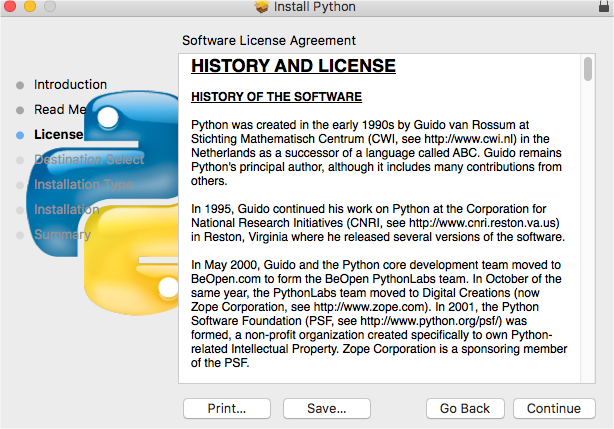 Install Python
Software License Agreement
Introduction
Read Me
License
Destination Select
Installation Type
Installation
Summary
HISTORY AND LICENSE
HISTORY OF THE SOFTWARE
Python was created in the early 1990s by Guido van Rossum at
Stichting Mathematisch Centrum (CWI, see http://www.cwi.nl) in the
Netherlands as a successor of a language called ABC. Guido remains
Python's principal author, although it includes many contributions from
others.
In 1995, Guido continued his work on Python at the Corporation for
National Research Initiatives (CNRI, see http://www.cnri.reston.va.us)
in Reston, Virginia where he released several versions of the software.
In May 2000, Guido and the Python core development team moved to
BeOpen.com to form the BeOpen PythonLabs team. In October of the
same year, the PythonLabs team moved to Digital Creations (now
Zope Corporation, see http://www.zope.com). In 2001, the Python
Software Foundation (PSF, see http://www.python.org/psf/) was
formed, a non-profit organization created specifically to own Python-
related Intellectual Property. Zope Corporation is a sponsoring member
of the PSF.
Print...
Save...
Go Back
Continue